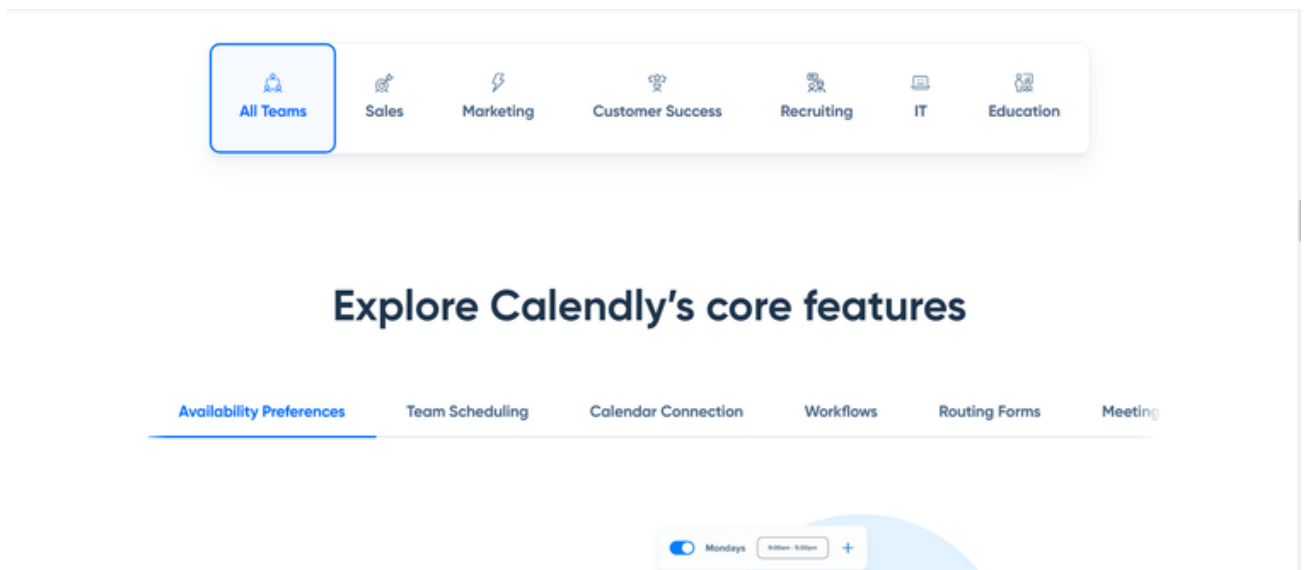 All Teams Sales Marketing Customer Success Recruiting IT Education
Explore Calendly's core features
Availability Preferences Team Scheduling Calendar Connection Workflows Routing Forms Meeting
Mondays 9:00am - 5:00pm +